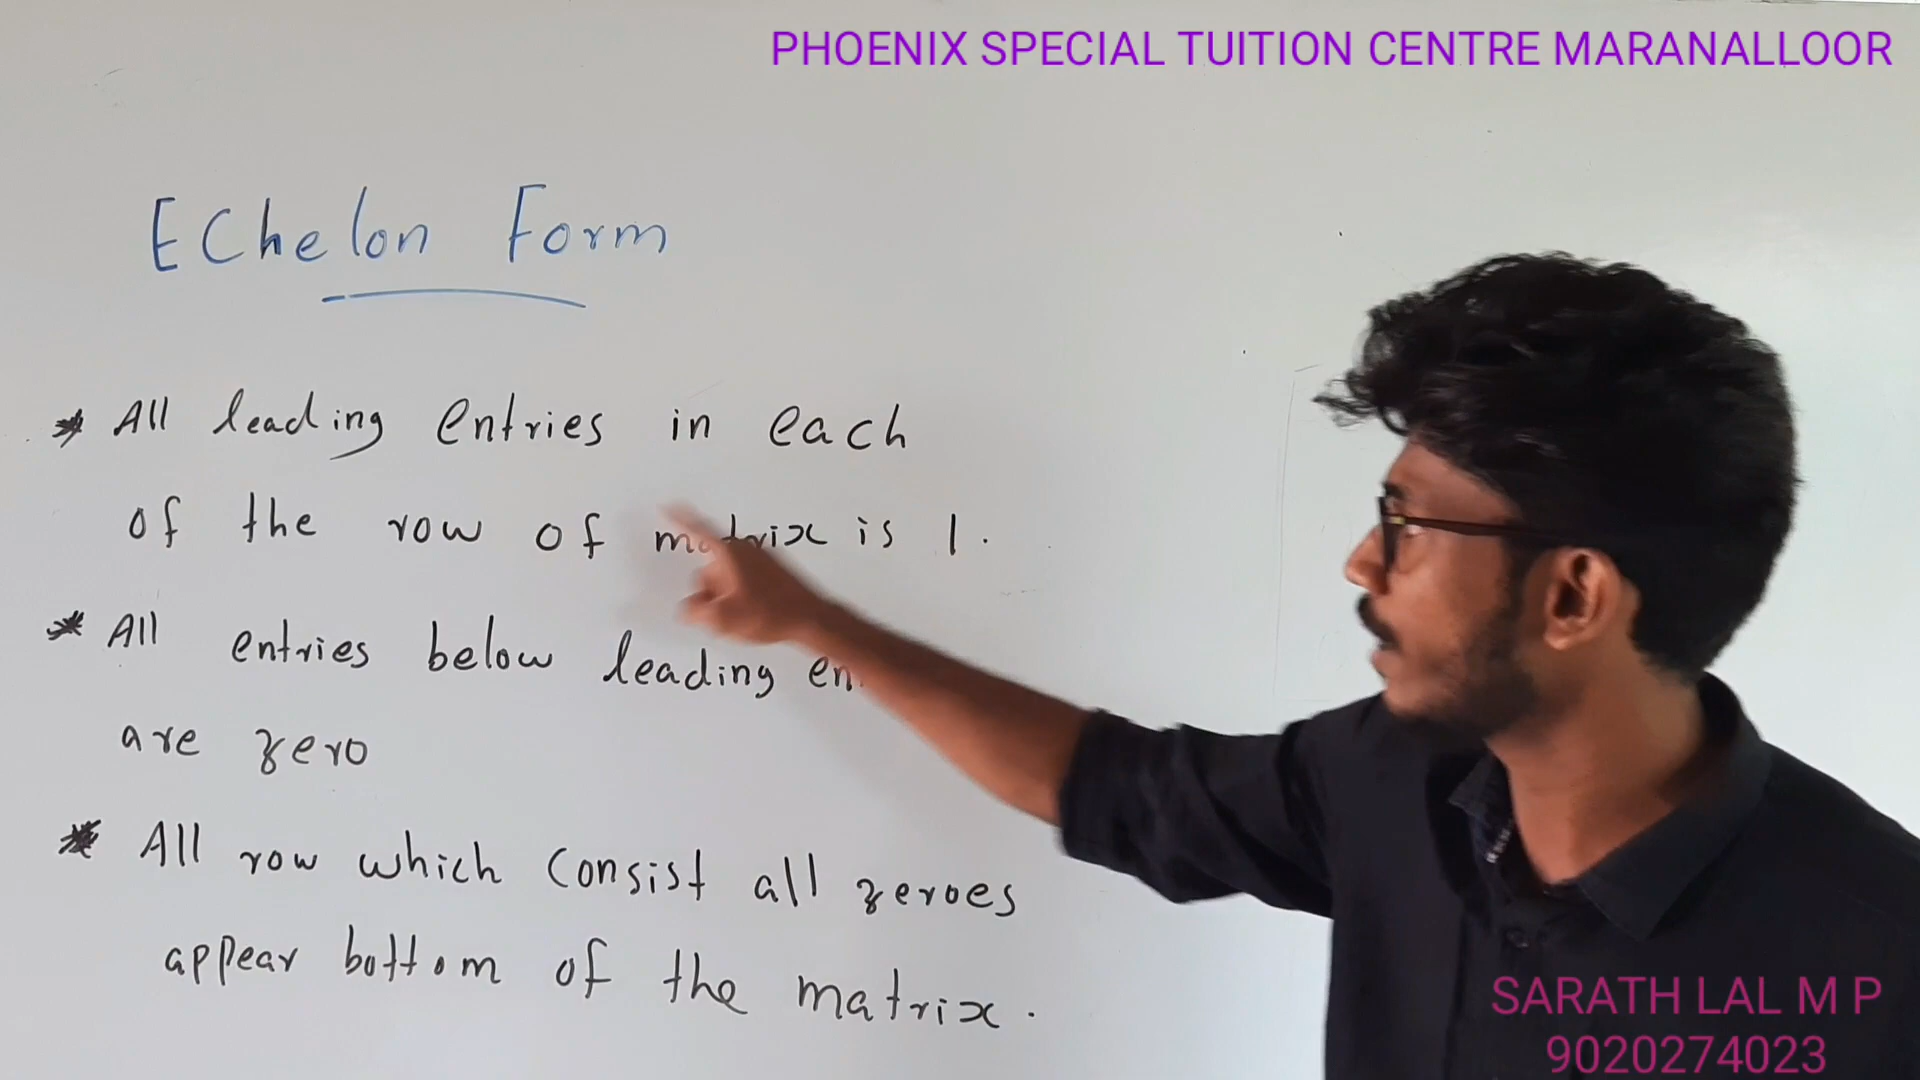 PHOENIX SPECIAL TUITION CENTRE MARANALLOOR
EChelon Form
* All leading entries in each
of the row of matrix is 1.
* All entries below leading
are zero
* All row which consist all zeroes
appear bottom of the matrix.
SARATH LAL M P
9020274023